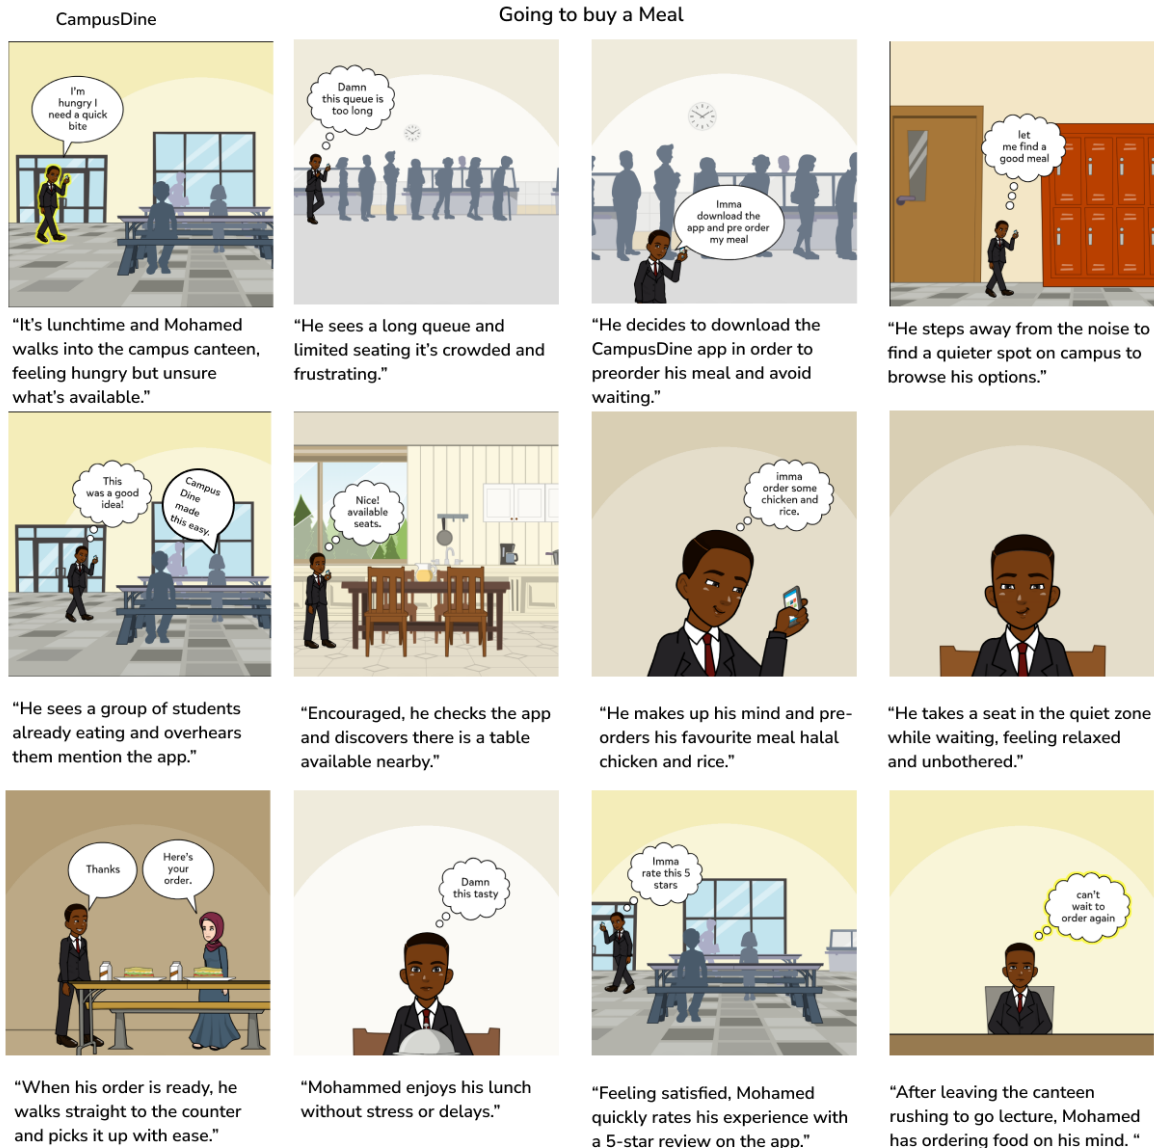 CampusDine
Going to buy a Meal
I'm
hungry I
need a quick
bite
Damn
this queue is
too long
Imma
download the
app and pre order
my meal
let
me find a
good meal
“It’s lunchtime and Mohamed
walks into the campus canteen,
feeling hungry but unsure
what’s available.”
“He sees a long queue and
limited seating it’s crowded and
frustrating.”
“He decides to download the
CampusDine app in order to
preorder his meal and avoid
waiting.”
“He steps away from the noise to
find a quieter spot on campus to
browse his options.”
This
was a good
idea!
Campus
Dine
made
this easy.
Nice!
available
seats.
imma
order some
chicken and
rice.
“He sees a group of students
already eating and overhears
them mention the app.”
“Encouraged, he checks the app
and discovers there is a table
available nearby.”
“He makes up his mind and pre-
orders his favourite meal halal
chicken and rice.”
“He takes a seat in the quiet zone
while waiting, feeling relaxed
and unbothered.”
Thanks
Here's
your
order.
Damn
this tasty
Imma
rate this 5
stars
can't
wait to
order again
“When his order is ready, he
walks straight to the counter
and picks it up with ease.”
“Mohammed enjoys his lunch
without stress or delays.”
“Feeling satisfied, Mohamed
quickly rates his experience with
a 5-star review on the app.”
“After leaving the canteen
rushing to go lecture, Mohamed
has ordering food on his mind. “